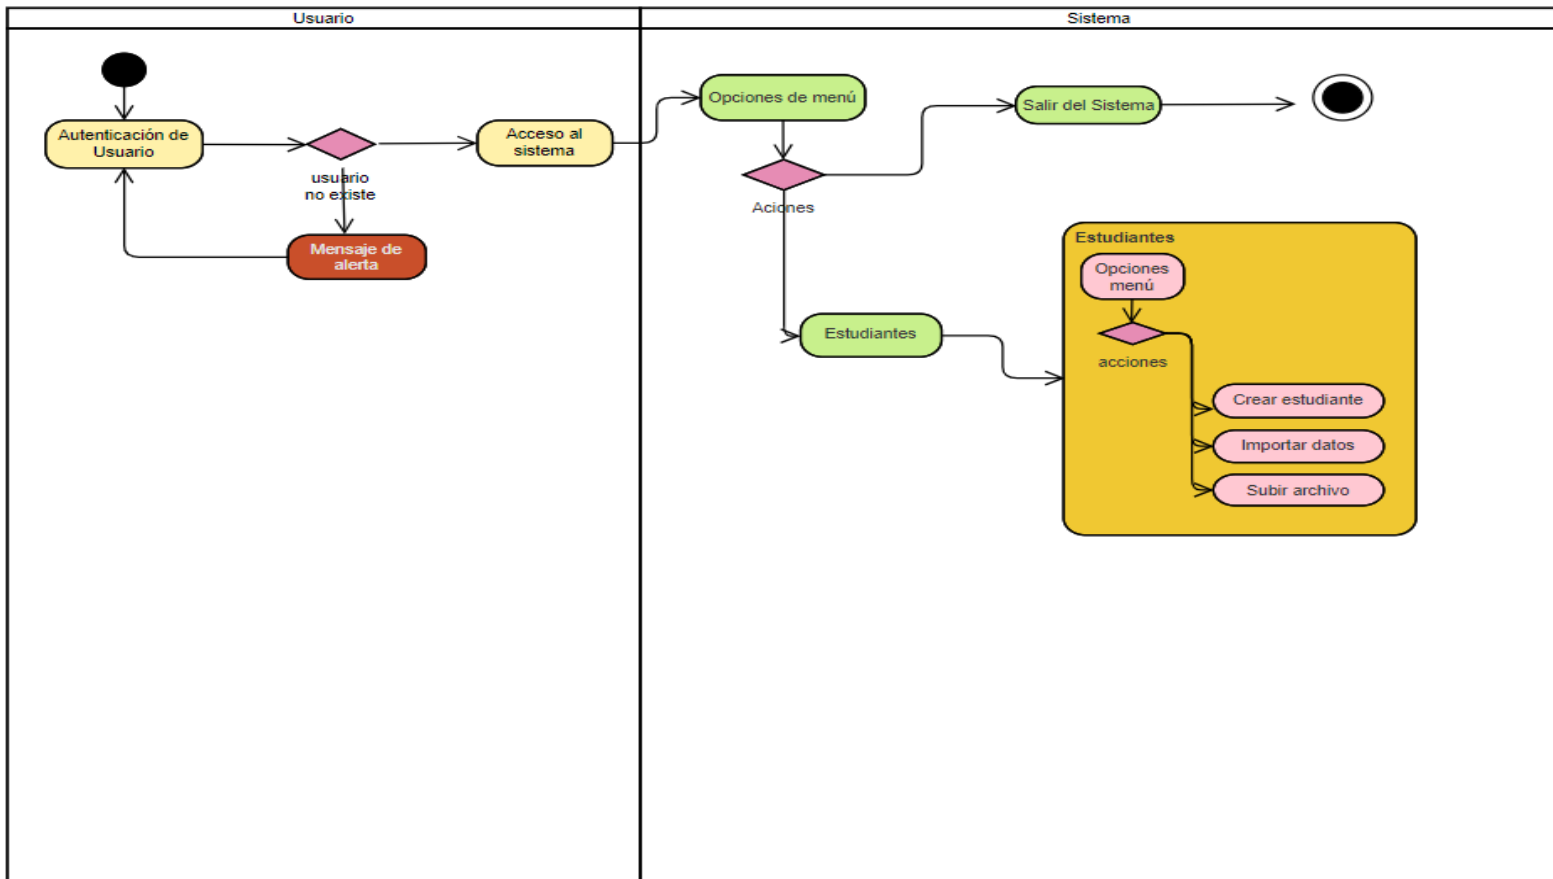 Usuario
Sistema
Autenticación de
Usuario
usuario
no existe
Mensaje de
alerta
Acceso al
sistema
Opciones de menú
Aciones
Salir del Sistema
Estudiantes
Estudiantes
Opciones
menú
acciones
Crear estudiante
Importar datos
Subir archivo